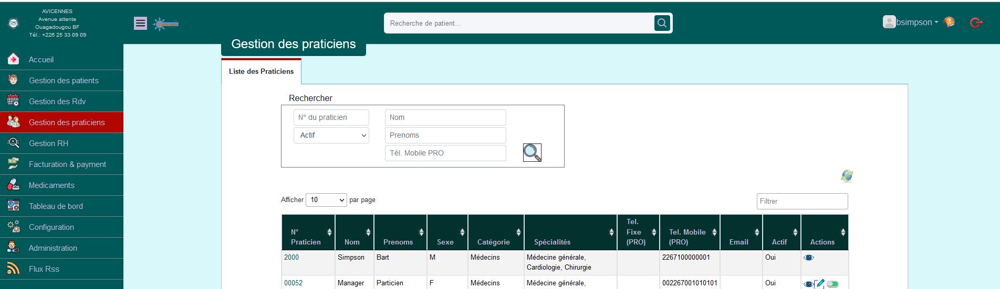 AVICENNES
Avenue attente
Ouagadougou BF
Tél.: +226 25 33 09 09
Recherche de patient...
bsimpson
Gestion des praticiens
Accueil
Gestion des patients
Gestion des Rdv
Gestion des praticiens
Gestion RH
Facturation & payment
Medicaments
Tableau de bord
Configuration
Administration
Flux Rss
Liste des Praticiens
Rechercher
N° du praticien
Nom
Actif
Prenoms
Tél. Mobile PRO
Afficher 10 par page
Filtrer
N° Praticien
Nom
Prenoms
Sexe
Catégorie
Spécialités
Tel. Fixe (PRO)
Tel. Mobile (PRO)
Email
Actif
Actions
2000 Simpson Bart M Médecins Médecine générale, 2267100000001 Oui
Cardiologie, Chirurgie
00052 Manager Particien F Médecins Médecine générale, 002267001010101 Oui